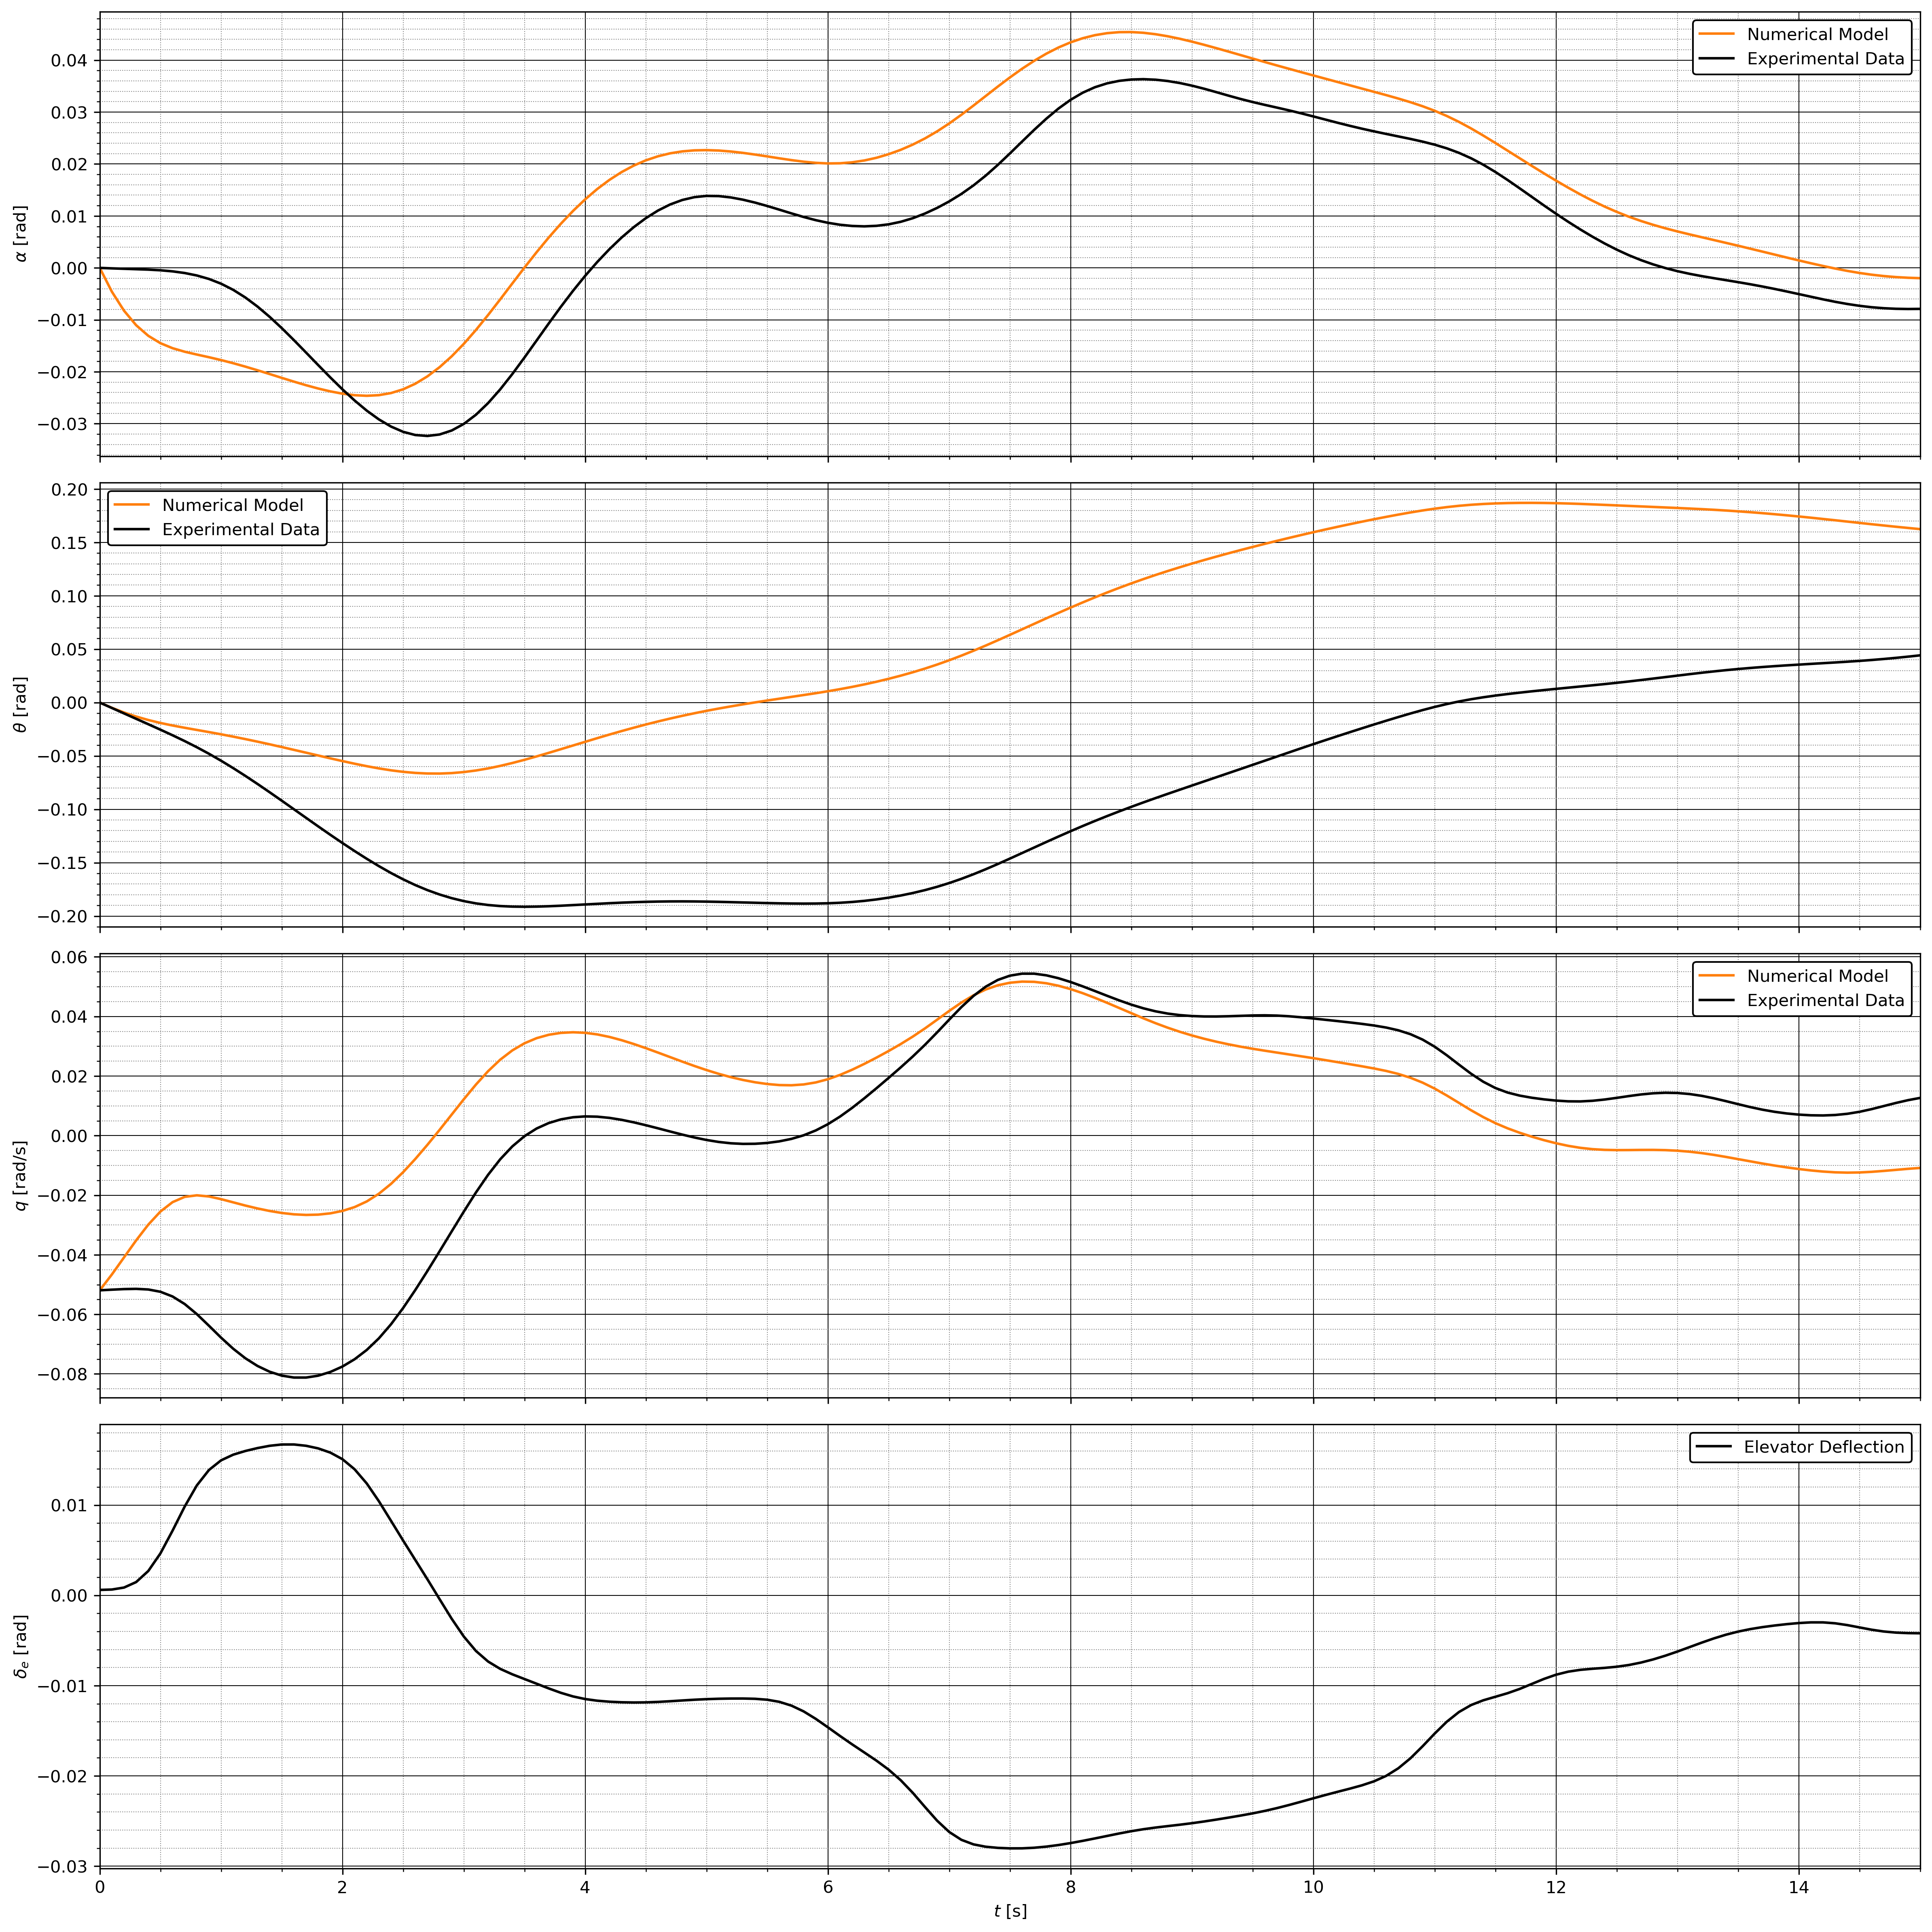 Numerical Model
Experimental Data
0.04
0.03
0.02
0.01
0.00
−0.01
−0.02
−0.03
α [rad]
Numerical Model
Experimental Data
0.20
0.15
0.10
0.05
0.00
−0.05
−0.10
−0.15
−0.20
θ [rad]
Numerical Model
Experimental Data
0.06
0.04
0.02
0.00
−0.02
−0.04
−0.06
−0.08
q [rad/s]
Elevator Deflection
0.01
0.00
−0.01
−0.02
−0.03
δe [rad]
0 2 4 6 8 10 12 14
t [s]